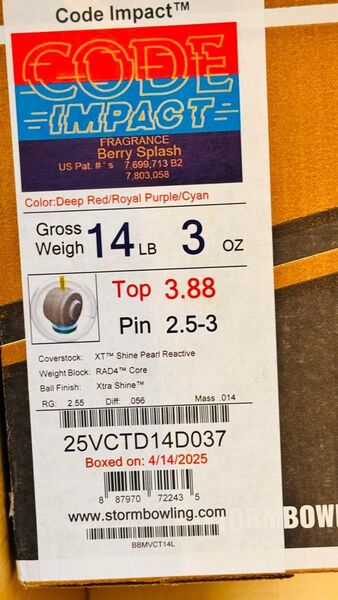 Code Impact™
CODE
IMPACT
FRAGRANCE
Berry Splash
US Pat. #`s 7,699,713 B2
7,803,058
Color:Deep Red/Royal Purple/Cyan
Gross Weigh 14 LB 3 OZ
Top 3.88
Pin 2.5-3
Coverstock: XT™ Shine Pearl Reactive
Weight Block: RAD4™ Core
Ball Finish: Xtra Shine™
RG: 2.55 Diff: .056 Mass .014
25VCTD14D037
Boxed on: 4/14/2025
8 87970 72243 5
www.stormbowling.com
BBMVCT14L